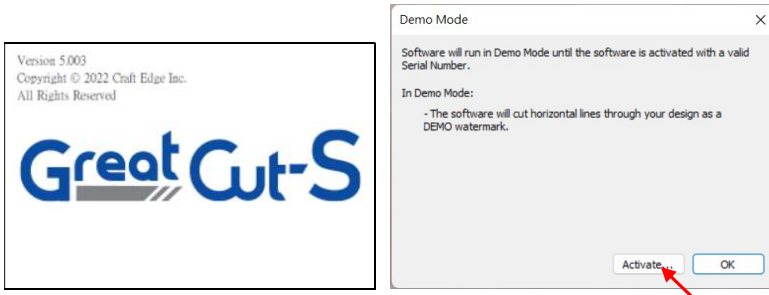 Version 5.003
Copyright © 2022 Craft Edge Inc.
All Rights Reserved
Great Cut-S
Demo Mode
Software will run in Demo Mode until the software is activated with a valid
Serial Number.
In Demo Mode:
- The software will cut horizontal lines through your design as a
DEMO watermark.
Activate...
OK